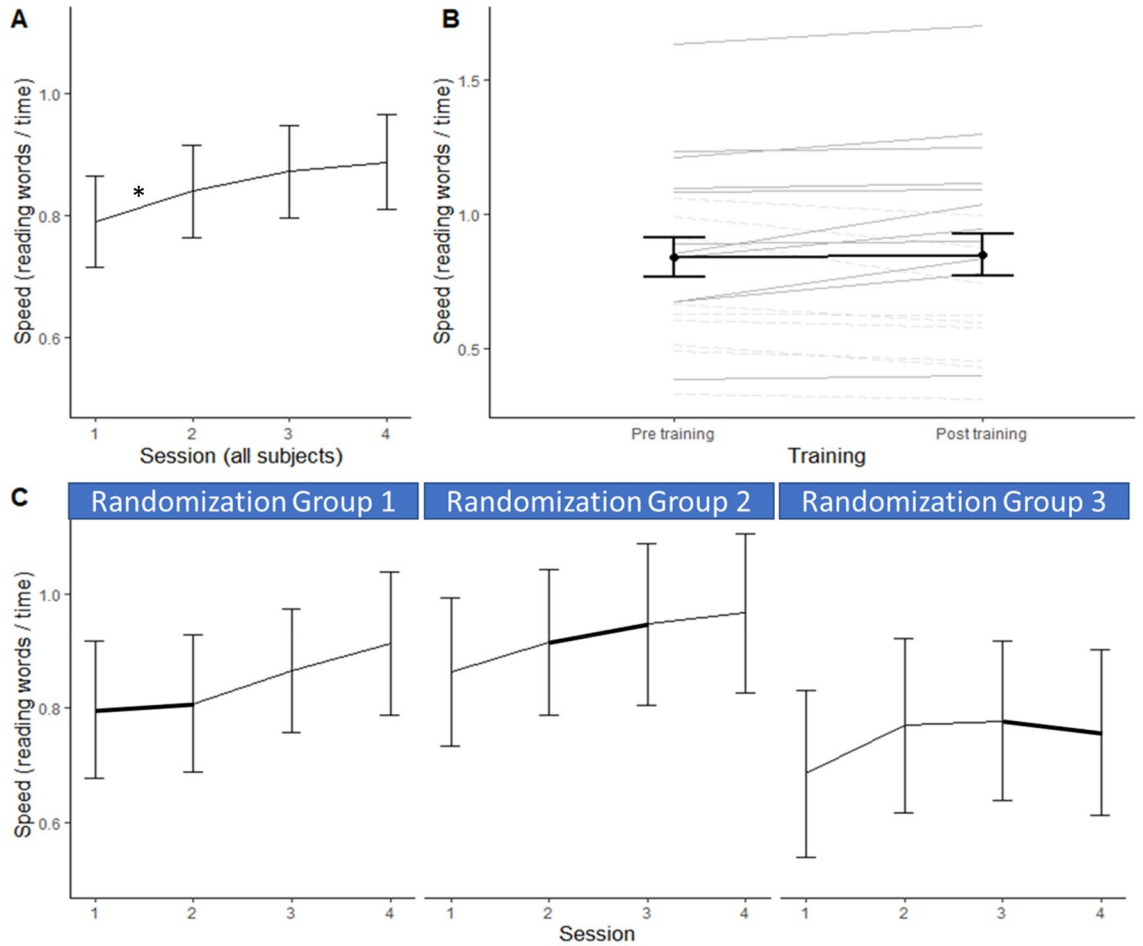 A
Speed (reading words / time)
1.0
0.8
0.6
*
1 2 3 4
Session (all subjects)
B
Speed (reading words / time)
1.5
1.0
0.5
Pre training Post training
Training
C
Randomization Group 1 Randomization Group 2 Randomization Group 3
Speed (reading words / time)
1.0
0.8
0.6
1 2 3 4 1 2 3 4 1 2 3 4
Session